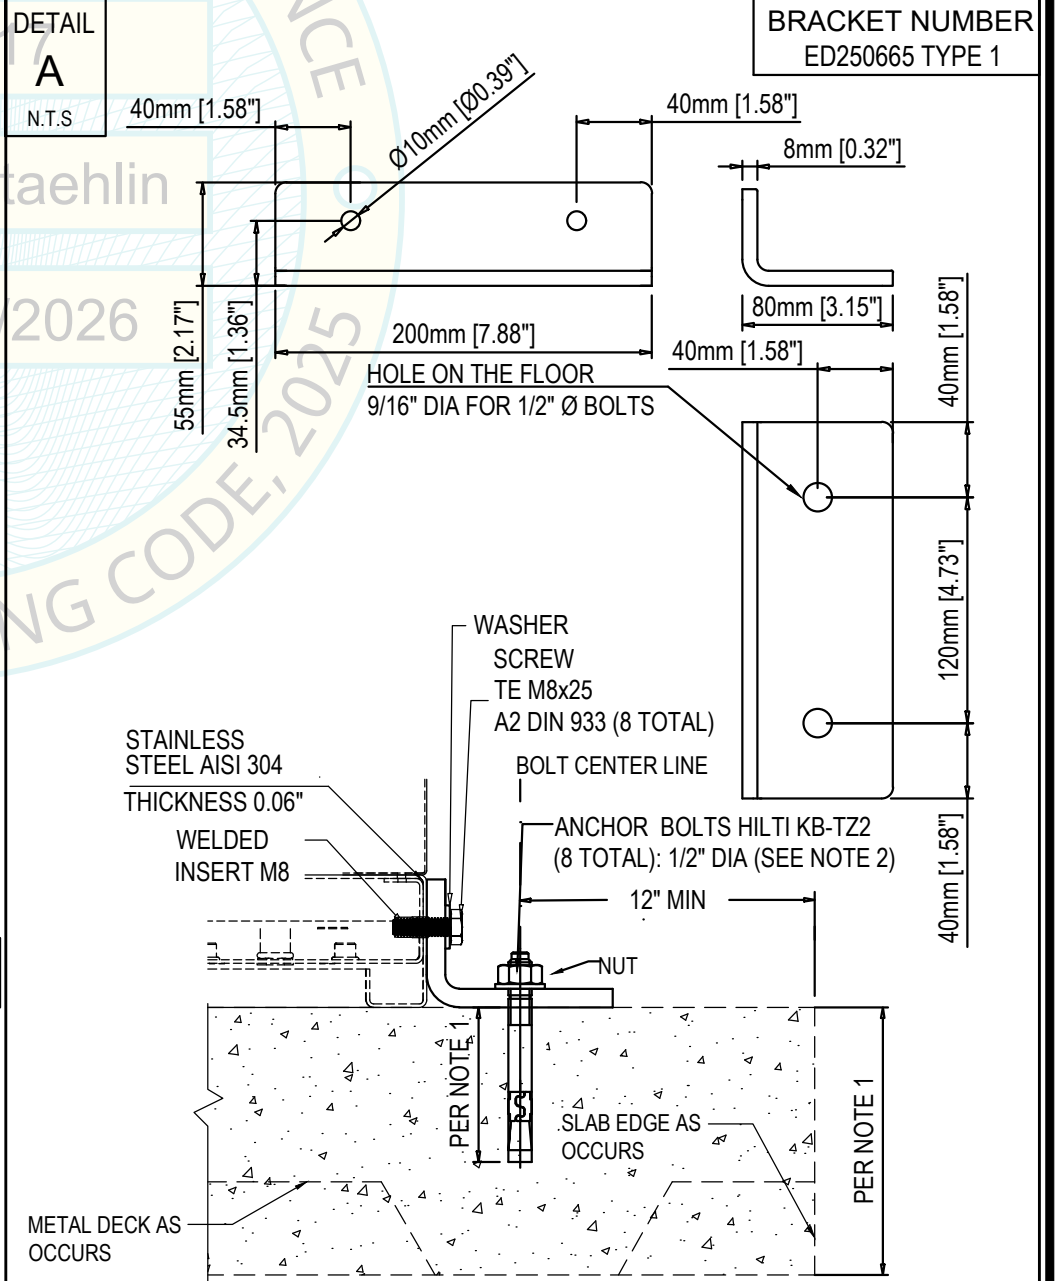 DETAIL
A
N.T.S
BRACKET NUMBER
ED250665 TYPE 1
40mm [1.58"]
Ø10mm [Ø0.39"]
40mm [1.58"]
8mm [0.32"]
55mm [2.17"]
34.5mm [1.36"]
200mm [7.88"]
80mm [3.15"]
40mm [1.58"]
40mm [1.58"]
HOLE ON THE FLOOR
9/16" DIA FOR 1/2" Ø BOLTS
120mm [4.73"]
40mm [1.58"]
WASHER
SCREW
TE M8x25
A2 DIN 933 (8 TOTAL)
STAINLESS
STEEL AISI 304
THICKNESS 0.06"
WELDED
INSERT M8
BOLT CENTER LINE
ANCHOR BOLTS HILTI KB-TZ2
(8 TOTAL): 1/2" DIA (SEE NOTE 2)
12" MIN
NUT
PER NOTE 1
SLAB EDGE AS
OCCURS
PER NOTE 1
METAL DECK AS
OCCURS
17
taehlin
/2026
NCE
NG CODE, 2025